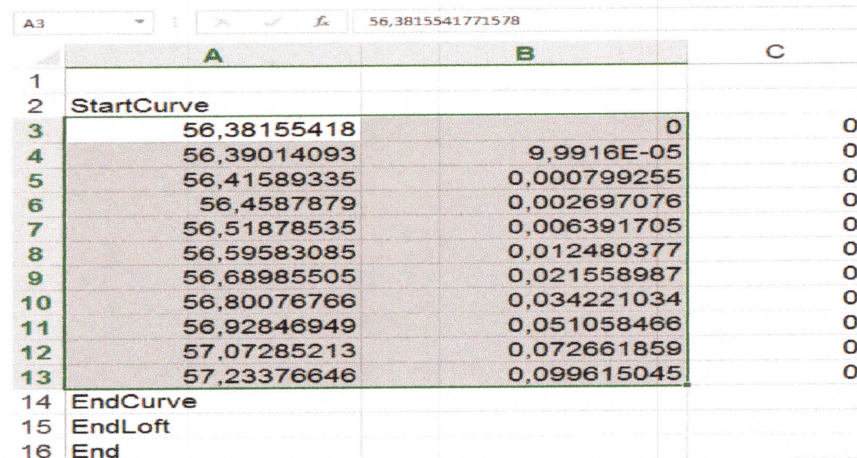 A3 fx 56,3815541771578
A B C
1
2 StartCurve
3 56,38155418 0 0
4 56,39014093 9,9916E-05 0
5 56,41589335 0,000799255 0
6 56,4587879 0,002697076 0
7 56,51878535 0,006391705 0
8 56,59583085 0,012480377 0
9 56,68985505 0,021558987 0
10 56,80076766 0,034221034 0
11 56,92846949 0,051058466 0
12 57,07285213 0,072661859 0
13 57,23376646 0,099615045 0
14 EndCurve
15 EndLoft
16 End